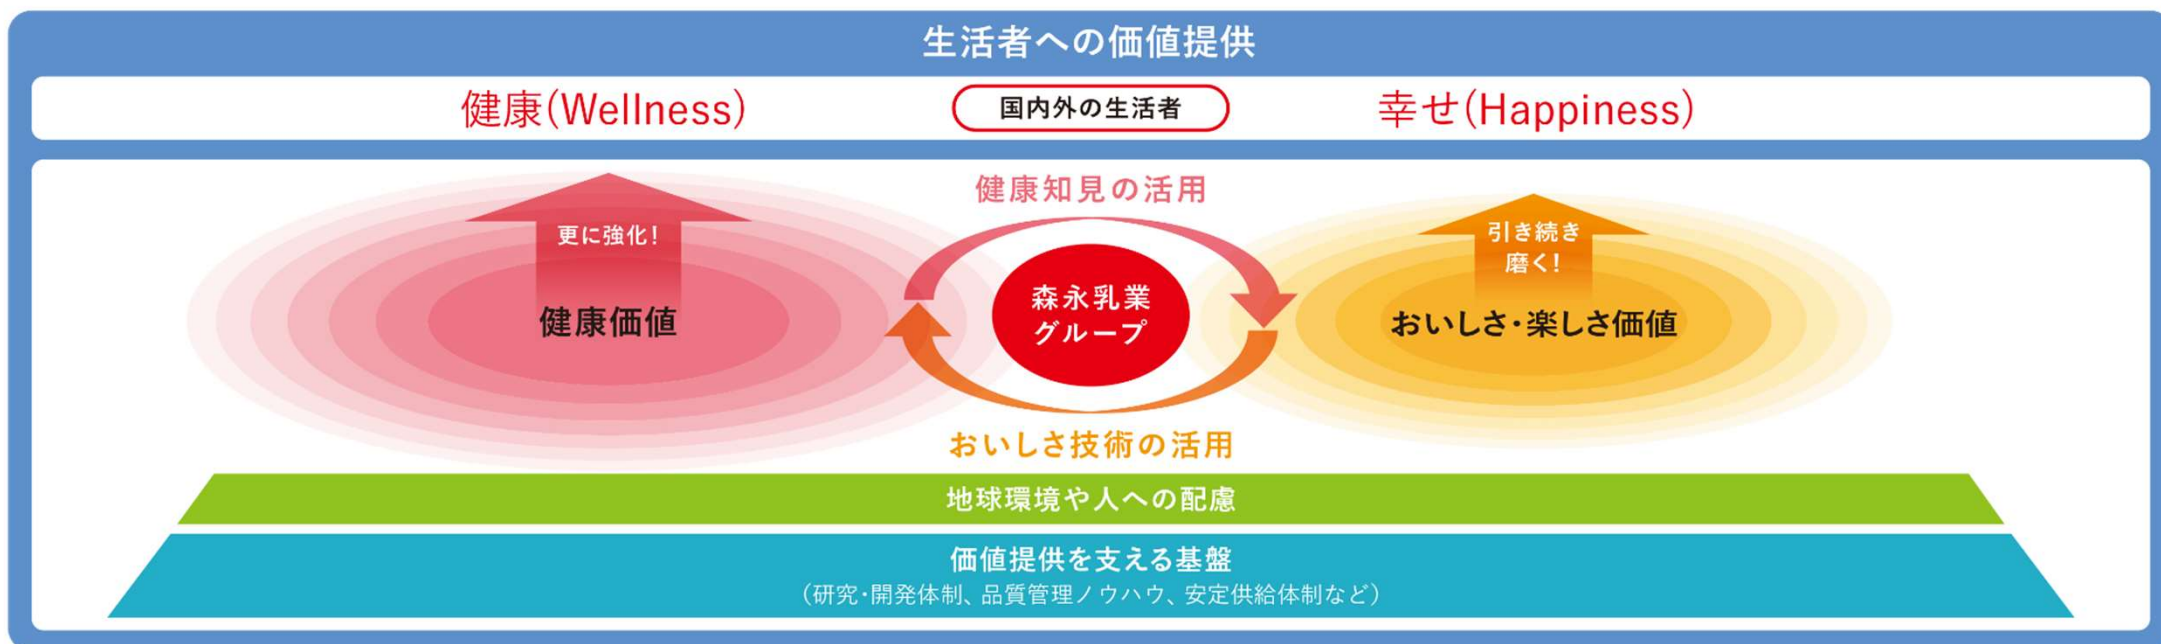 生活者への価値提供
健康(Wellness)
国内外の生活者
幸せ(Happiness)
健康知見の活用
更に強化!
引き続き
磨く!
森永乳業
グループ
健康価値
おいしさ・楽しさ価値
おいしさ技術の活用
地球環境や人への配慮
価値提供を支える基盤
(研究・開発体制、品質管理ノウハウ、安定供給体制など)